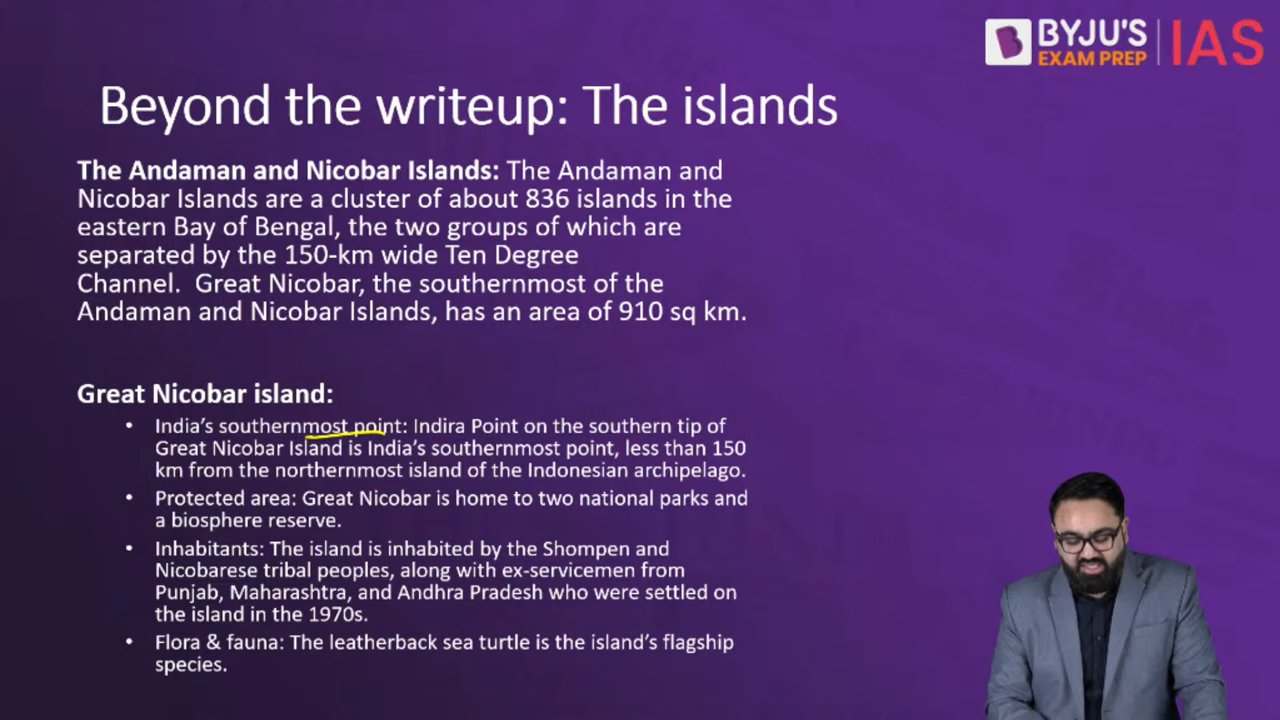 BYJU'S
EXAM PREP
IAS
Beyond the writeup: The islands
The Andaman and Nicobar Islands: The Andaman and
Nicobar Islands are a cluster of about 836 islands in the
eastern Bay of Bengal, the two groups of which are
separated by the 150-km wide Ten Degree
Channel.  Great Nicobar, the southernmost of the
Andaman and Nicobar Islands, has an area of 910 sq km.
Great Nicobar island:
• India's southernmost point: Indira Point on the southern tip of
Great Nicobar Island is India's southernmost point, less than 150
km from the northernmost island of the Indonesian archipelago.
• Protected area: Great Nicobar is home to two national parks and
a biosphere reserve.
• Inhabitants: The island is inhabited by the Shompen and
Nicobarese tribal peoples, along with ex-servicemen from
Punjab, Maharashtra, and Andhra Pradesh who were settled on
the island in the 1970s.
• Flora & fauna: The leatherback sea turtle is the island's flagship
species.